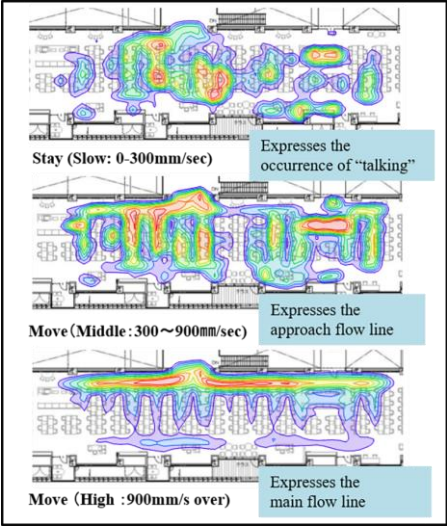 Stay (Slow: 0-300mm/sec)
Expresses the
occurrence of “talking”
Move(Middle:300～900mm/sec)
Expresses the
approach flow line
Move (High :900mm/s over)
Expresses the
main flow line